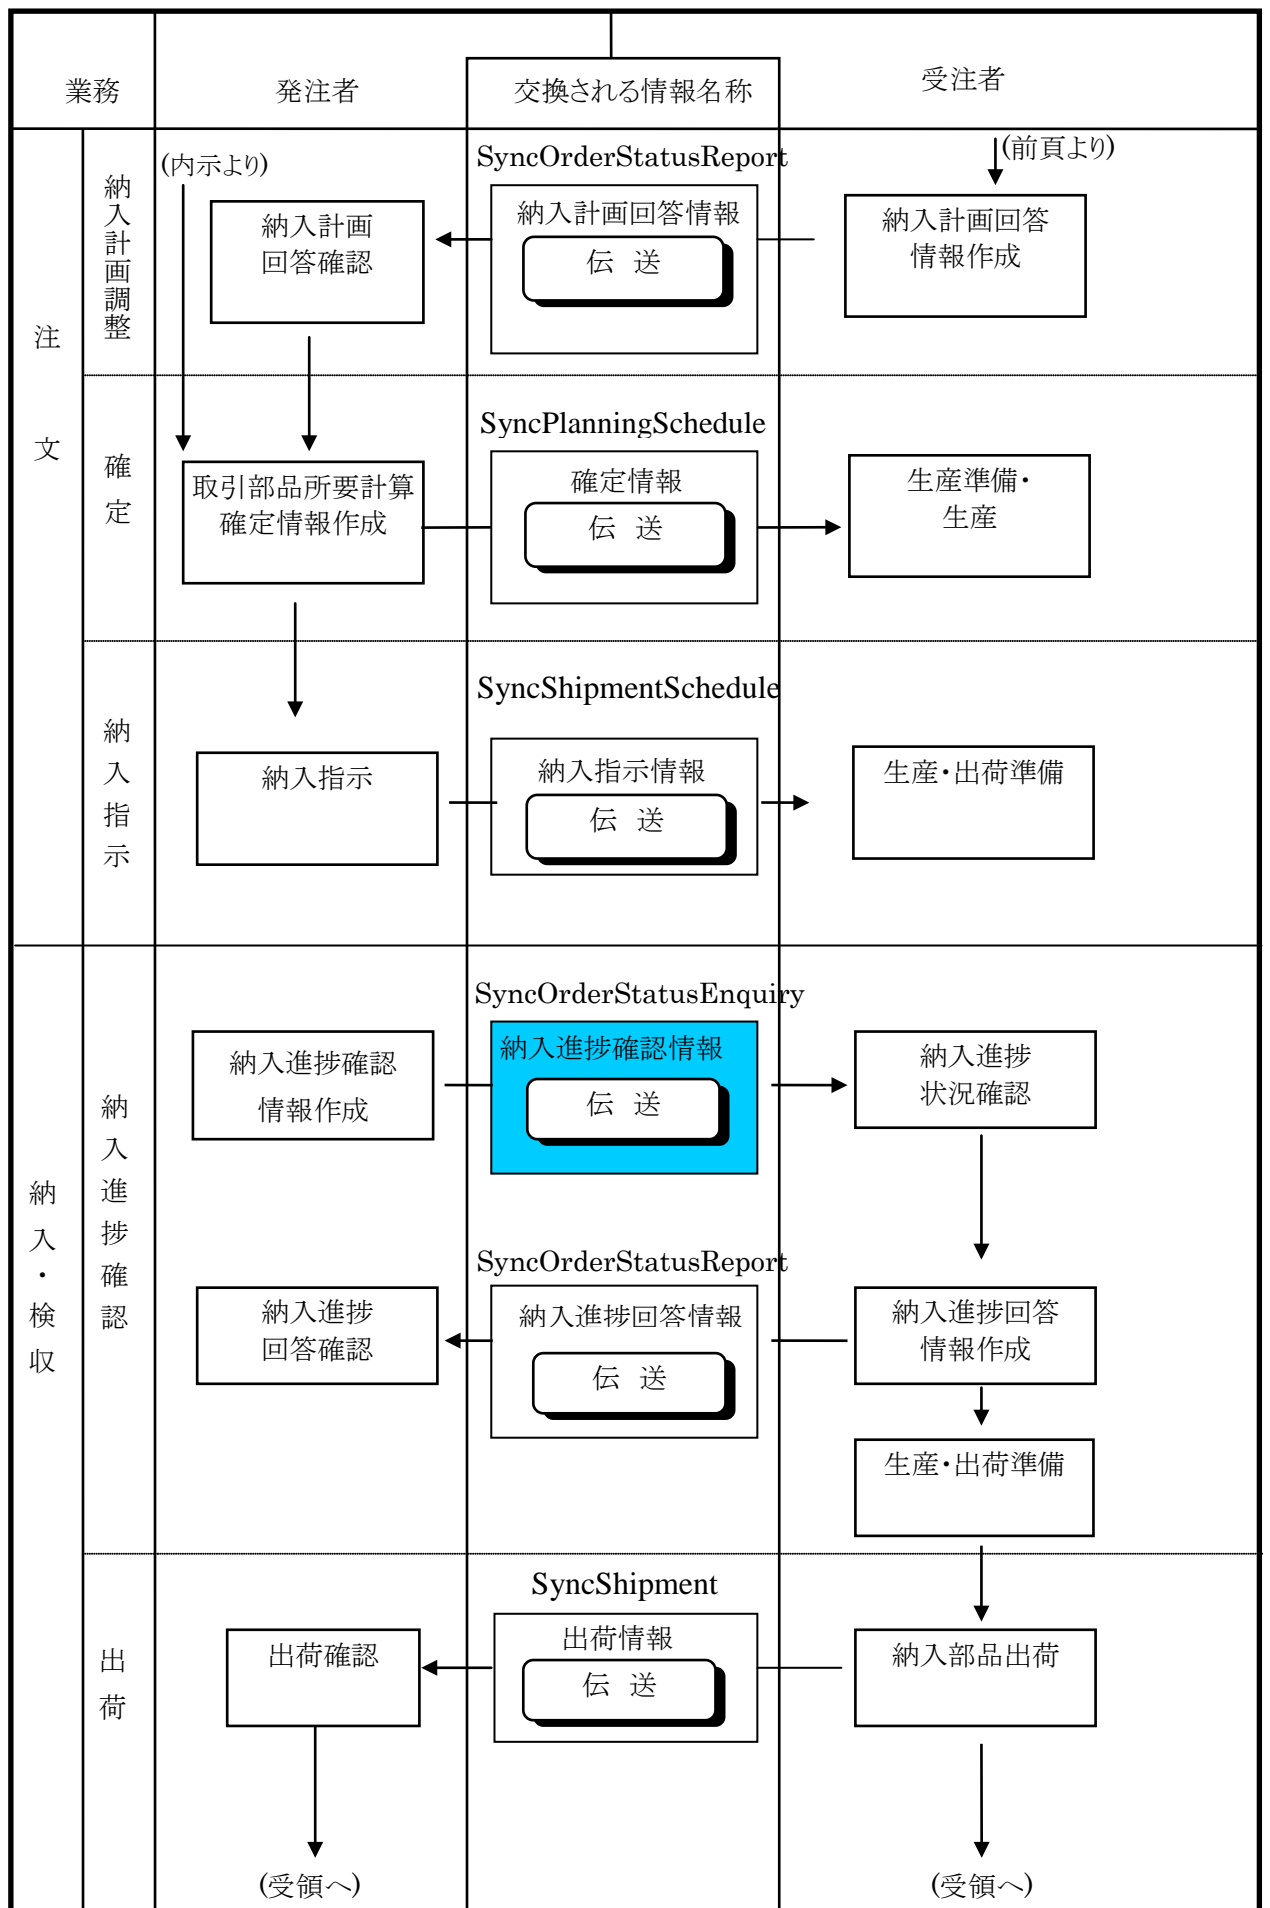 業務
発注者
交換される情報名称
受注者
注文
納入計画調整
(内示より)
SyncOrderStatusReport
(前頁より)
納入計画
回答確認
納入計画回答情報
伝 送
納入計画回答
情報作成
確定
SyncPlanningSchedule
取引部品所要計算
確定情報作成
確定情報
伝 送
生産準備・
生産
納入指示
SyncShipmentSchedule
納入指示
納入指示情報
伝 送
生産・出荷準備
納入・検収
納入進捗確認
SyncOrderStatusEnquiry
納入進捗確認
情報作成
納入進捗確認情報
伝 送
納入進捗
状況確認
SyncOrderStatusReport
納入進捗
回答確認
納入進捗回答情報
伝 送
納入進捗回答
情報作成
生産・出荷準備
出荷
SyncShipment
出荷確認
出荷情報
伝 送
納入部品出荷
(受領へ)
(受領へ)